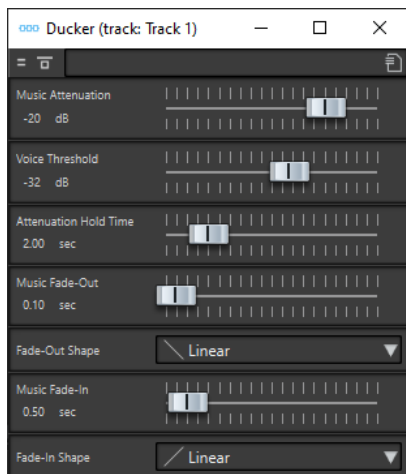 Ducker (track: Track 1)
Music Attenuation
-20 dB
Voice Threshold
-32 dB
Attenuation Hold Time
2.00 sec
Music Fade-Out
0.10 sec
Fade-Out Shape
Linear
Music Fade-In
0.50 sec
Fade-In Shape
Linear